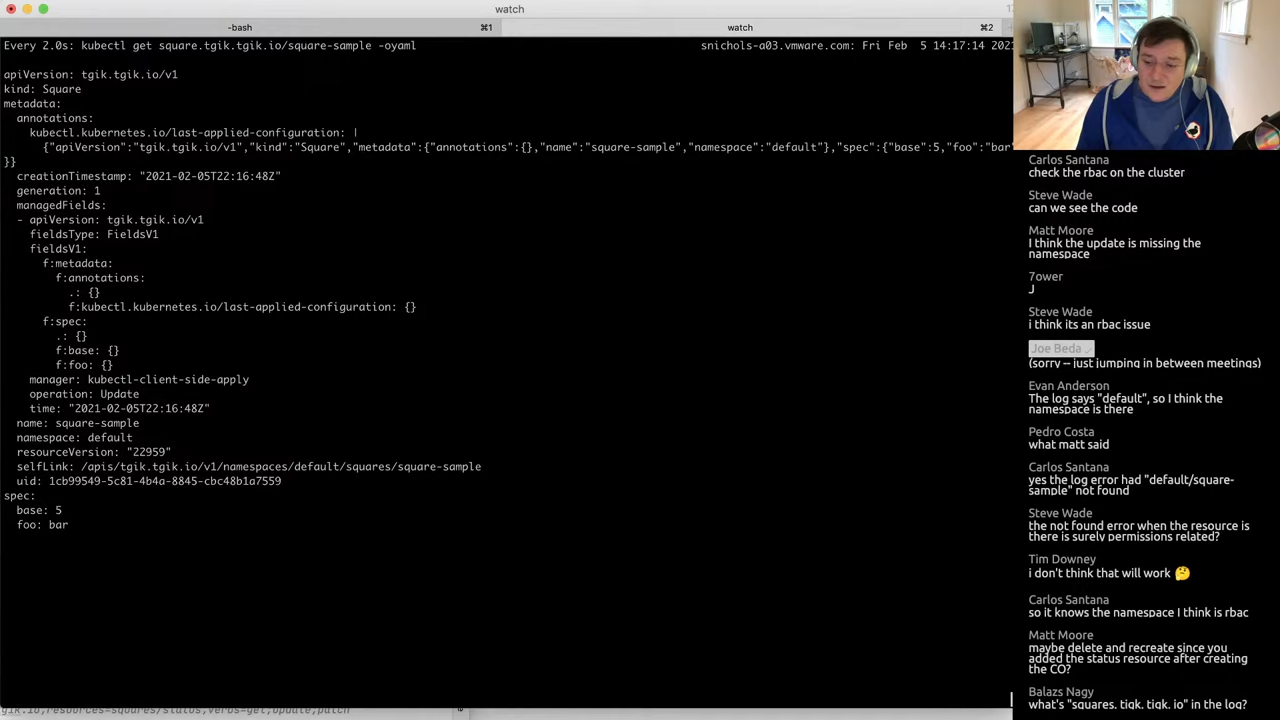 watch
-bash
⌘1
watch
⌘2
Every 2.0s: kubectl get square.tgik.tgik.io/square-sample -oyaml
snichols-a03.vmware.com: Fri Feb 5 14:17:14 2021
apiVersion: tgik.tgik.io/v1
kind: Square
metadata:
annotations:
kubectl.kubernetes.io/last-applied-configuration: |
{"apiVersion":"tgik.tgik.io/v1","kind":"Square","metadata":{"annotations":{},"name":"square-sample","namespace":"default"},"spec":{"base":5,"foo":"bar"
}}
creationTimestamp: "2021-02-05T22:16:48Z"
generation: 1
managedFields:
- apiVersion: tgik.tgik.io/v1
fieldsType: FieldsV1
fieldsV1:
f:metadata:
f:annotations:
.: {}
f:kubectl.kubernetes.io/last-applied-configuration: {}
f:spec:
.: {}
f:base: {}
f:foo: {}
manager: kubectl-client-side-apply
operation: Update
time: "2021-02-05T22:16:48Z"
name: square-sample
namespace: default
resourceVersion: "22959"
selfLink: /apis/tgik.tgik.io/v1/namespaces/default/squares/square-sample
uid: 1cb99549-5c81-4b4a-8845-cbc48b1a7559
spec:
base: 5
foo: bar
gik.io,resources=squares/status,verbs=get;update;patch
Carlos Santana
check the rbac on the cluster
Steve Wade
can we see the code
Matt Moore
I think the update is missing the
namespace
7ower
J
Steve Wade
i think its an rbac issue
Joe Beda ✓
(sorry -- just jumping in between meetings)
Evan Anderson
The log says "default", so I think the
namespace is there
Pedro Costa
what matt said
Carlos Santana
yes the log error had "default/square-
sample" not found
Steve Wade
the not found error when the resource is
there is surely permissions related?
Tim Downey
i don't think that will work 🤔
Carlos Santana
so it knows the namespace I think is rbac
Matt Moore
maybe delete and recreate since you
added the status resource after creating
the CO?
Balazs Nagy
what's "squares. tgik. tgik. io" in the log?